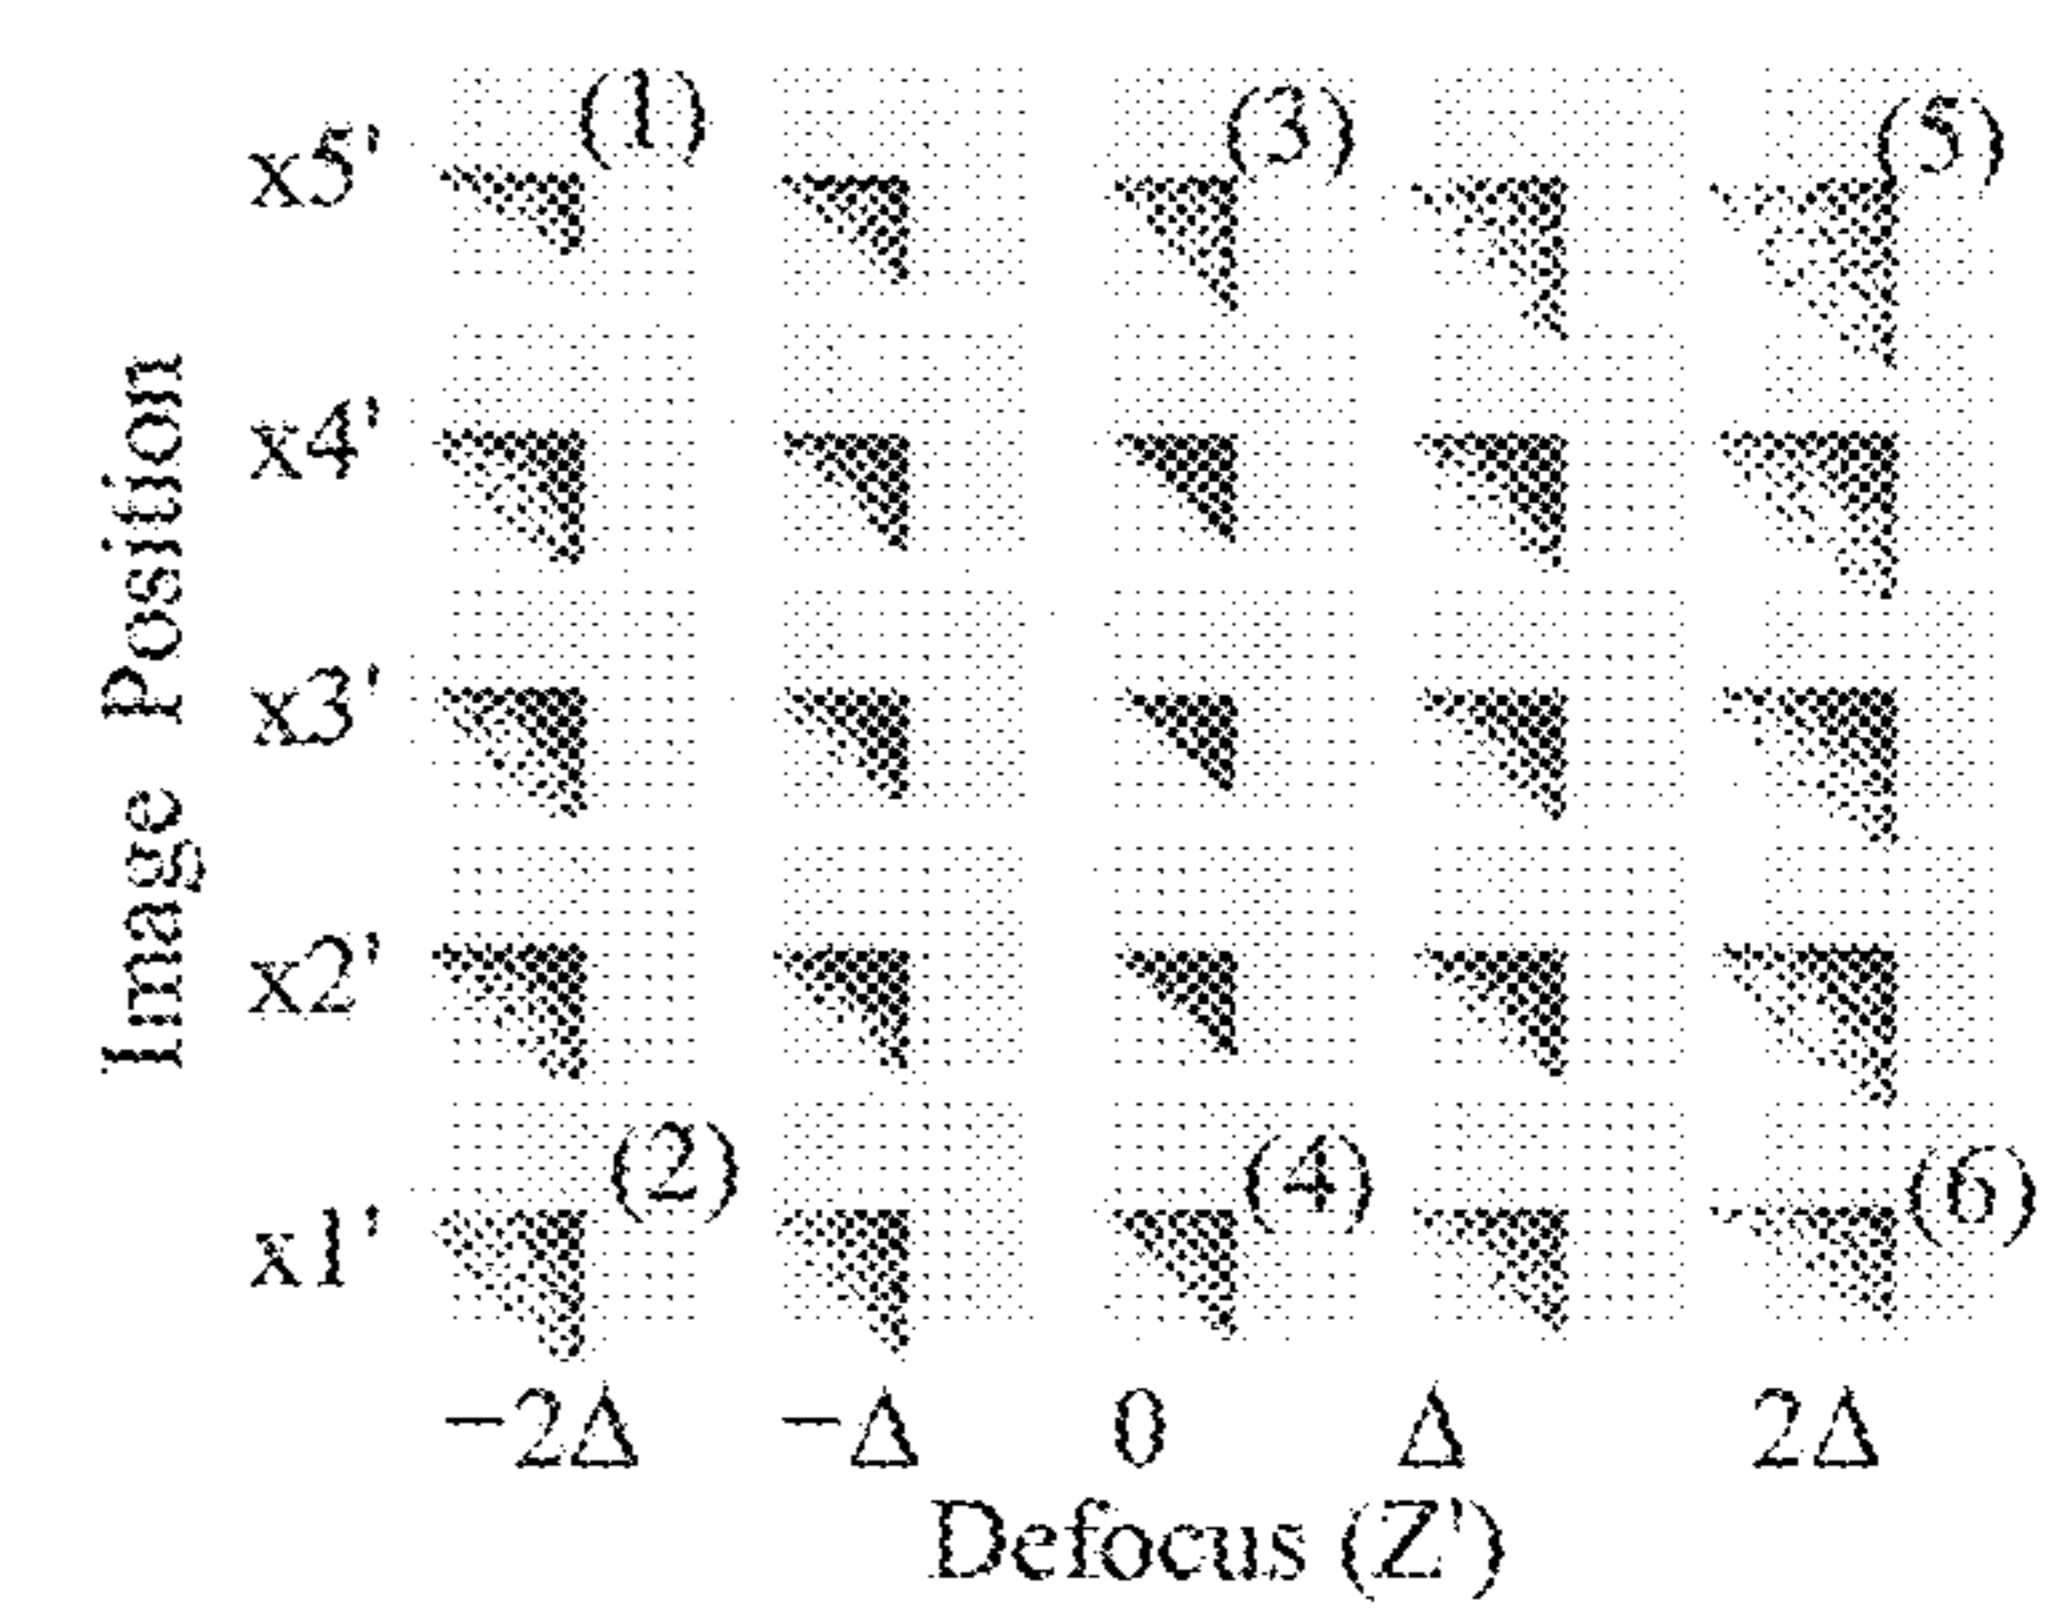 (1) (3) (5)
x5'
x4'
x3'
x2'
(2) (4) (6)
x1'
Image Position
−2Δ −Δ 0 Δ 2Δ
Defocus (Z')